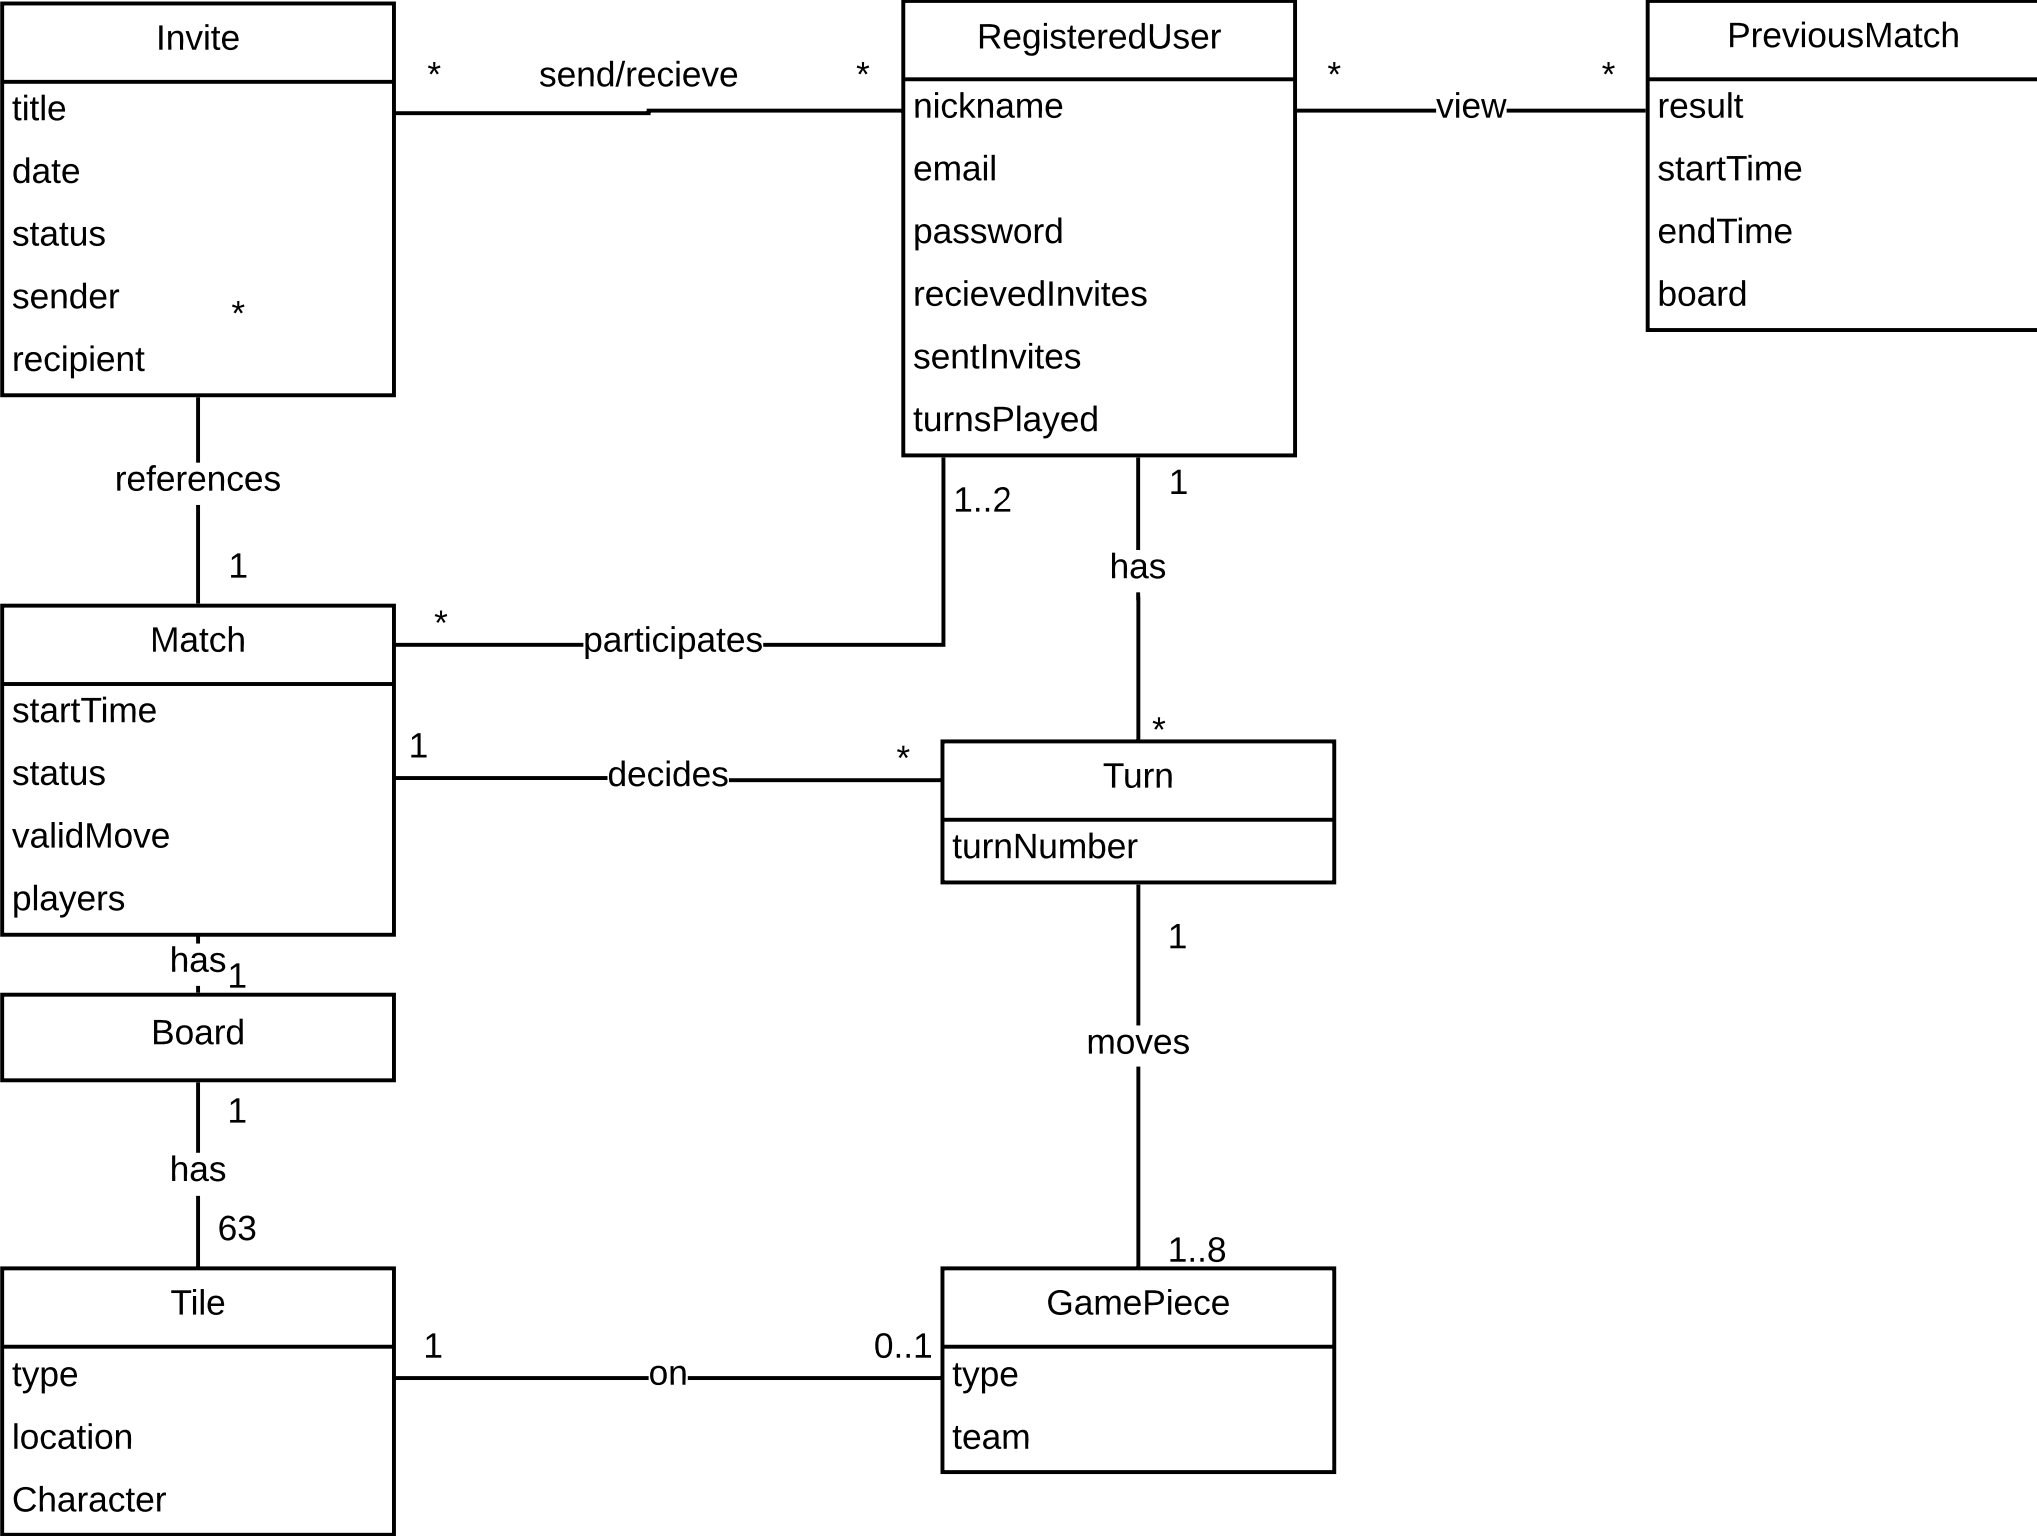 Invite
title
date
status
sender
*
recipient
* send/recieve *
RegisteredUser
nickname
email
password
recievedInvites
sentInvites
turnsPlayed
* view *
PreviousMatch
result
startTime
endTime
board
references
1
1..2
* participates
1
has
*
Match
startTime
status
validMove
players
1 decides *
Turn
turnNumber
has
1
Board
1
has
63
1
moves
1..8
Tile
type
location
Character
1 on 0..1
GamePiece
type
team